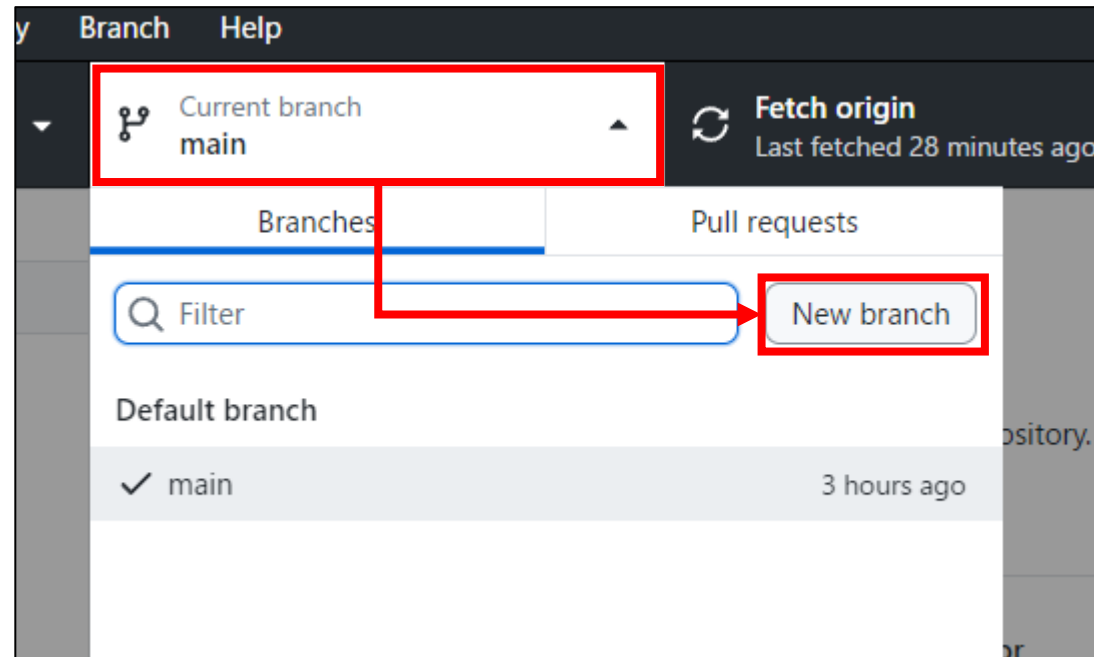 y Branch Help
Current branch
main
Fetch origin
Last fetched 28 minutes ago
Branches Pull requests
Filter New branch
Default branch
ository.
main 3 hours ago
or